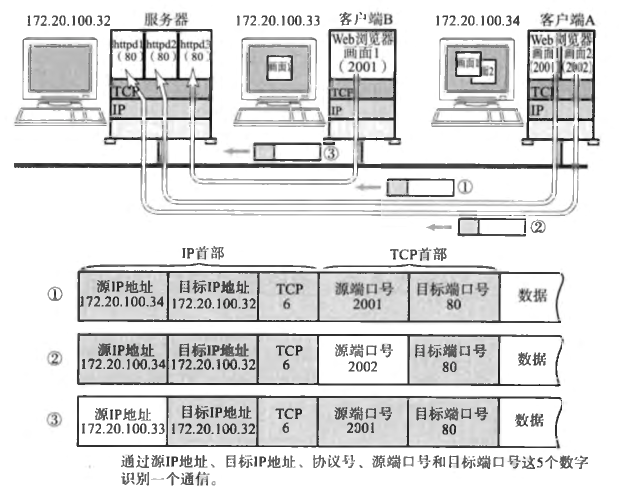 172.20.100.32
服务器
172.20.100.33
客户端B
172.20.100.34
客户端A
httpd1 httpd2 httpd3
(80) (80) (80)
TCP
IP
画面1
Web浏览器
画面1
(2001)
TCP
IP
画面1
画面2
Web浏览器
画面1 画面2
(2001) (2002)
TCP
IP
③
①
②
IP首部
TCP首部
①
源IP地址 目标IP地址 TCP 源端口号 目标端口号 数据
172.20.100.34 172.20.100.32 6 2001 80
②
源IP地址 目标IP地址 TCP 源端口号 目标端口号 数据
172.20.100.34 172.20.100.32 6 2002 80
③
源IP地址 目标IP地址 TCP 源端口号 目标端口号 数据
172.20.100.33 172.20.100.32 6 2001 80
通过源IP地址、目标IP地址、协议号、源端口号和目标端口号这5个数字
识别一个通信。